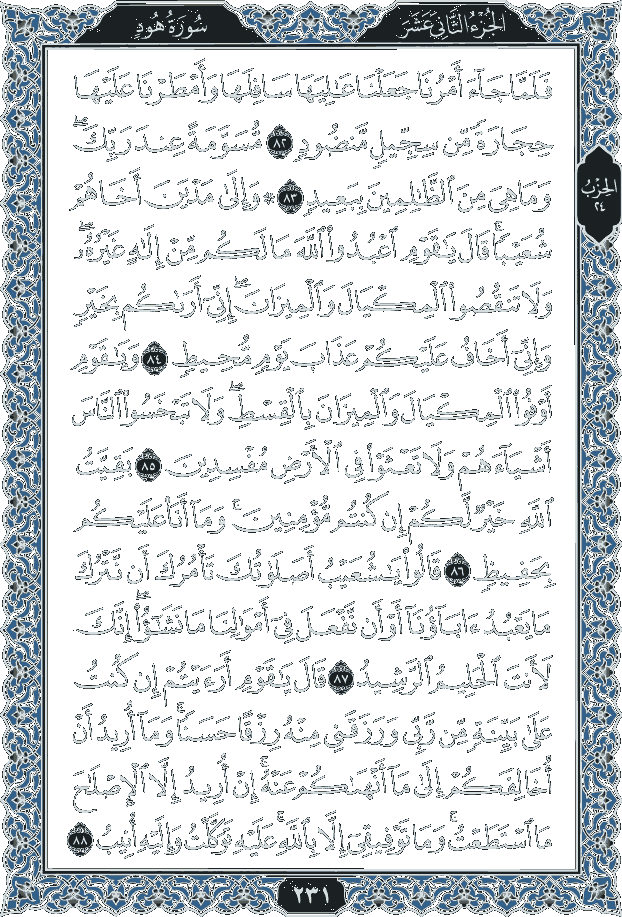 الجُزْءُ الثَّانِي عَشَرَ
سُورَةُ هُودٍ
فَلَمَّا جَآءَ أَمْرُنَا جَعَلْنَا عَٰلِيَهَا سَافِلَهَا وَأَمْطَرْنَا عَلَيْهَا
حِجَارَةً مِّن سِجِّيلٍ مَّنضُودٍ ٨٢ مُّسَوَّمَةً عِندَ رَبِّكَۖ
وَمَا هِىَ مِنَ ٱلظَّٰلِمِينَ بِبَعِيدٍ ٨٣ ۞ وَإِلَىٰ مَدْيَنَ أَخَاهُمْ
شُعَيْبًاۚ قَالَ يَٰقَوْمِ ٱعْبُدُوا۟ ٱللَّهَ مَا لَكُم مِّنْ إِلَٰهٍ غَيْرُهُۥۖ
وَلَا تَنقُصُوا۟ ٱلْمِكْيَالَ وَٱلْمِيزَانَۖ إِنِّىٓ أَرَىٰكُم بِخَيْرٍ
وَإِنِّىٓ أَخَافُ عَلَيْكُمْ عَذَابَ يَوْمٍ مُّحِيطٍ ٨٤ وَيَٰقَوْمِ
أَوْفُوا۟ ٱلْمِكْيَالَ وَٱلْمِيزَانَ بِٱلْقِسْطِۖ وَلَا تَبْخَسُوا۟ ٱلنَّاسَ
أَشْيَآءَهُمْ وَلَا تَعْثَوْا۟ فِى ٱلْأَرْضِ مُفْسِدِينَ ٨٥ بَقِيَّتُ
ٱللَّهِ خَيْرٌ لَّكُمْ إِن كُنتُم مُّؤْمِنِينَۚ وَمَآ أَنَا۠ عَلَيْكُم
بِحَفِيظٍ ٨٦ قَالُوا۟ يَٰشُعَيْبُ أَصَلَوٰتُكَ تَأْمُرُكَ أَن نَّتْرُكَ
مَا يَعْبُدُ ءَابَآؤُنَآ أَوْ أَن نَّفْعَلَ فِىٓ أَمْوَٰلِنَا مَا نَشَٰٓؤُا۟ۖ إِنَّكَ
لَأَنتَ ٱلْحَلِيمُ ٱلرَّشِيدُ ٨٧ قَالَ يَٰقَوْمِ أَرَءَيْتُمْ إِن كُنتُ
عَلَىٰ بَيِّنَةٍ مِّن رَّبِّى وَرَزَقَنِى مِنْهُ رِزْقًا حَسَنًاۚ وَمَآ أُرِيدُ أَنْ
أُخَالِفَكُمْ إِلَىٰ مَآ أَنْهَىٰكُمْ عَنْهُۚ إِنْ أُرِيدُ إِلَّا ٱلْإِصْلَٰحَ
مَا ٱسْتَطَعْتُۚ وَمَا تَوْفِيقِىٓ إِلَّا بِٱللَّهِۚ عَلَيْهِ تَوَكَّلْتُ وَإِلَيْهِ أُنِيبُ ٨٨
الحِزْبُ
٢٤
٢٣١